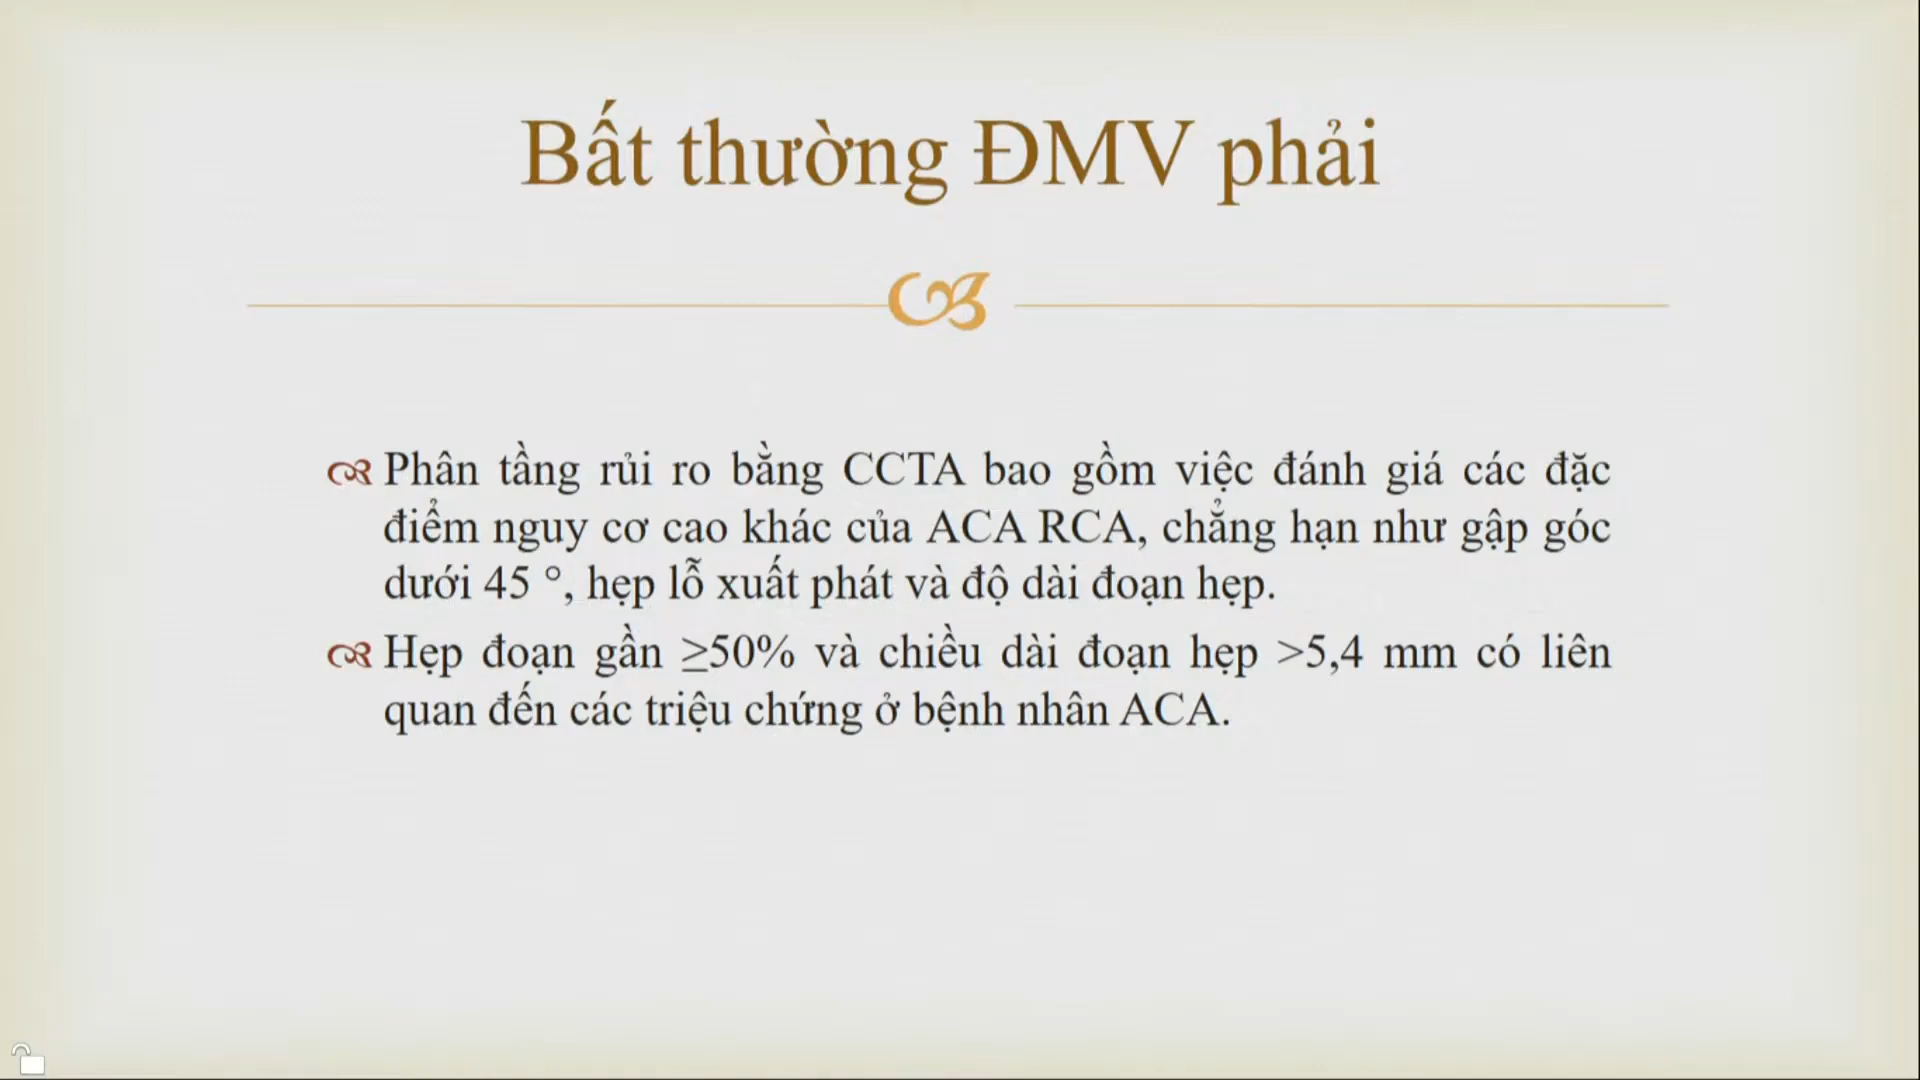 Bất thường ĐMV phải
Phân tầng rủi ro bằng CCTA bao gồm việc đánh giá các đặc
điểm nguy cơ cao khác của ACA RCA, chẳng hạn như gập góc
dưới 45 °, hẹp lỗ xuất phát và độ dài đoạn hẹp.
Hẹp đoạn gần ≥50% và chiều dài đoạn hẹp >5,4 mm có liên
quan đến các triệu chứng ở bệnh nhân ACA.